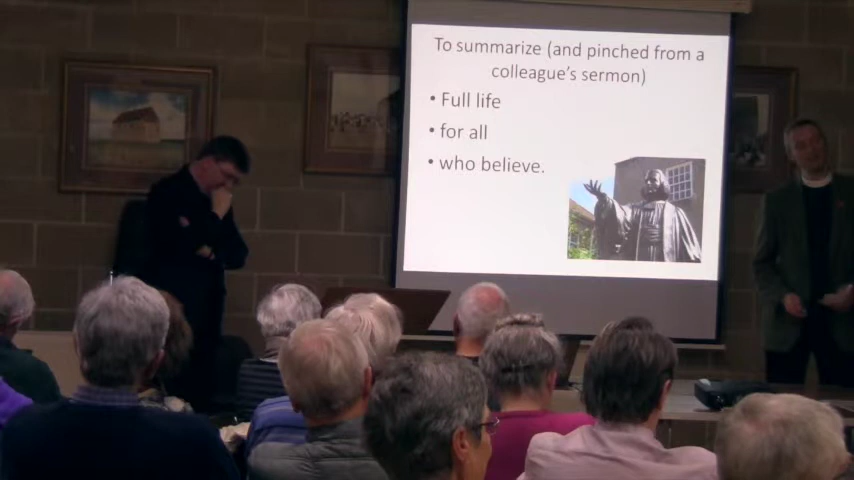 To summarize (and pinched from a
colleague's sermon)
• Full life
• for all
• who believe.